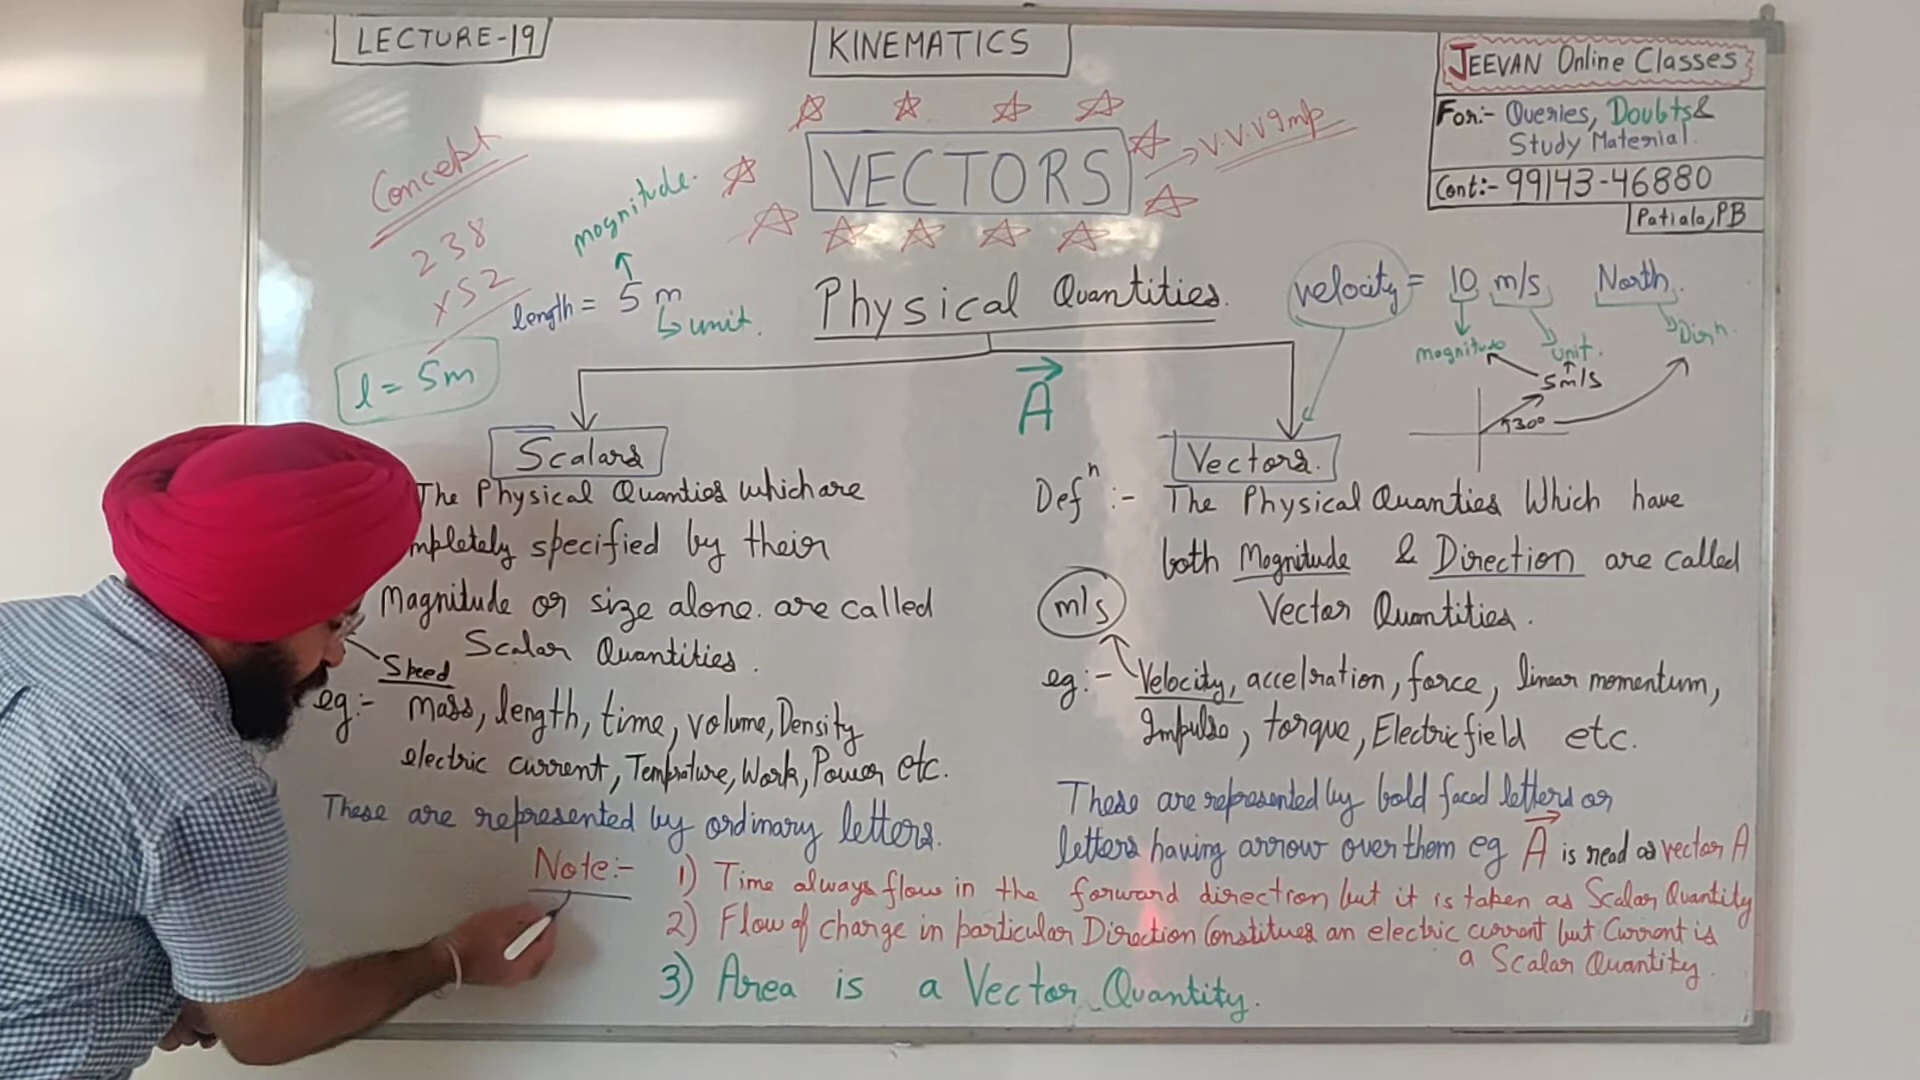 LECTURE-19
KINEMATICS
JEEVAN Online Classes
For:- Queries, Doubts &
Study Material.
Cont:- 99143-46880
Patiala, PB
Concept
238
x52
l = 5m
magnitude.
length = 5 m
unit.
VECTORS
V.V.V Imp
Physical Quantities.
velocity = 10 m/s North.
magnitude
unit.
Dirn.
5m/s
30°
A
Scalars
The Physical Quanties which are
mpletely specified by their
Magnitude or size alone. are called
Scalar Quantities.
Speed
eg:- mass, length, time, volume, Density
electric current, Temprature, Work, Power etc.
These are represented by ordinary letters.
Vectors.
Defn :- The Physical Quanties Which have
both Magnitude & Direction are called
Vector Quantities.
m/s
eg:- Velocity, accelration, force, linear momentum,
Impulse, torque, Electric field etc.
These are represented by bold faced letters or
letters having arrow over them eg A is read as vector A
Note:- 1) Time always flow in the forward direction but it is taken as Scalar Quantity
2) Flow of charge in particular Direction Constitues an electric current but Current is
a Scalar Quantity.
3) Area is a Vector Quantity.